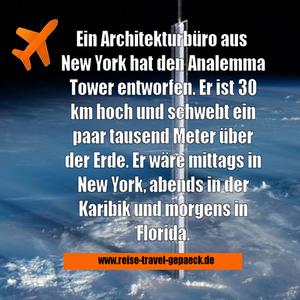 Ein Architekturbüro aus
New York hat den Analemma
Tower entworfen. Er ist 30
km hoch und schwebt ein
paar tausend Meter über
der Erde. Er wäre mittags in
New York, abends in der
Karibik und morgens in
Florida.
www.reise-travel-gepaeck.de